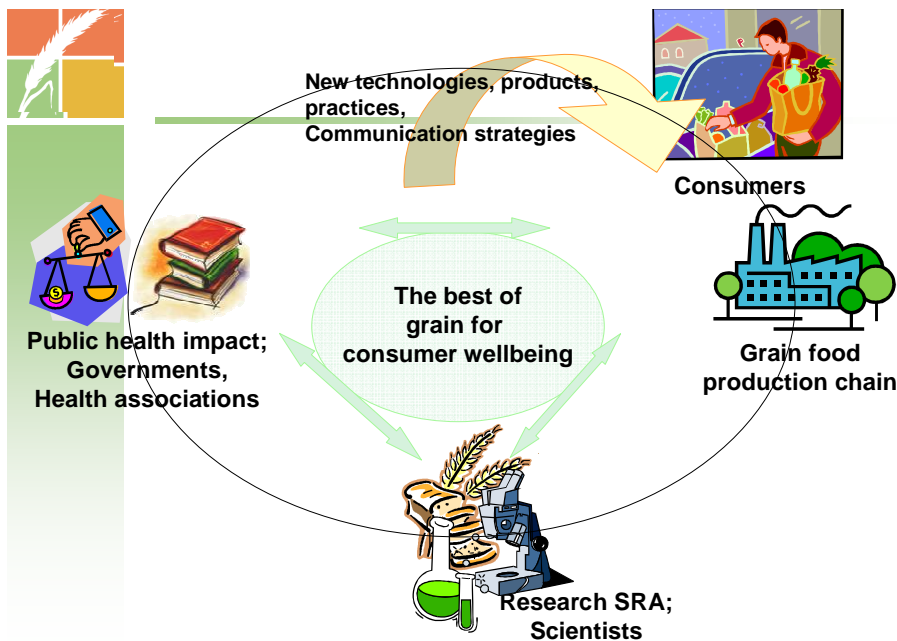 New technologies, products,
practices,
Communication strategies
Consumers
The best of
grain for
consumer wellbeing
Public health impact;
Governments,
Health associations
Grain food
production chain
Research SRA;
Scientists